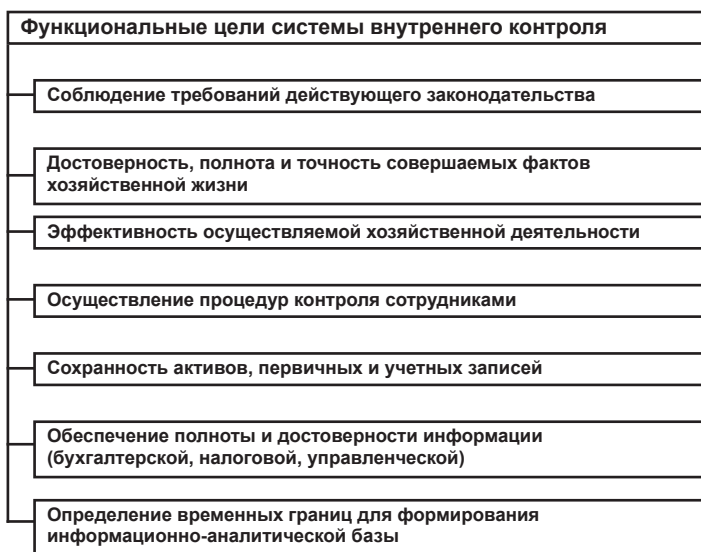 Функциональные цели системы внутреннего контроля
Соблюдение требований действующего законодательства
Достоверность, полнота и точность совершаемых фактов
хозяйственной жизни
Эффективность осуществляемой хозяйственной деятельности
Осуществление процедур контроля сотрудниками
Сохранность активов, первичных и учетных записей
Обеспечение полноты и достоверности информации
(бухгалтерской, налоговой, управленческой)
Определение временных границ для формирования
информационно-аналитической базы